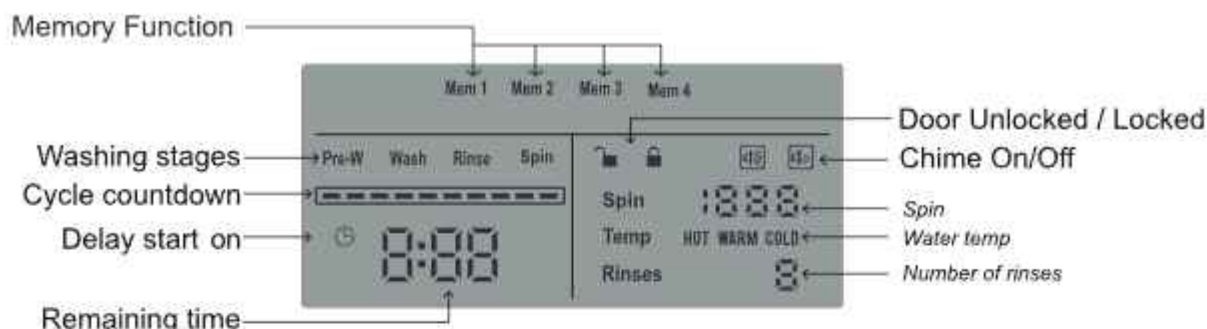 Memory Function
Mem 1 Mem 2 Mem 3 Mem 4
Door Unlocked / Locked
Washing stages
Pre-W Wash Rinse Spin
Chime On/Off
Cycle countdown
Spin 1888
Spin
Delay start on
8:88
Temp HOT WARM COLD
Water temp
Rinses 8
Number of rinses
Remaining time